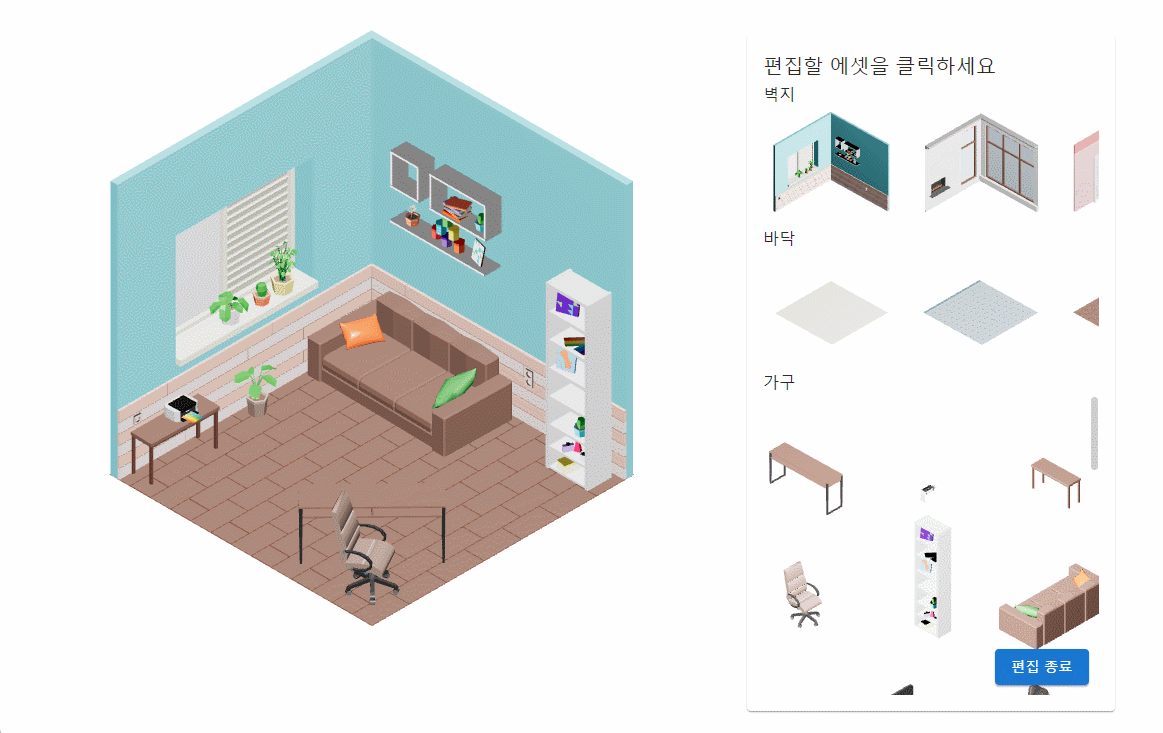 편집할 에셋을 클릭하세요
벽지
바닥
가구
편집 종료